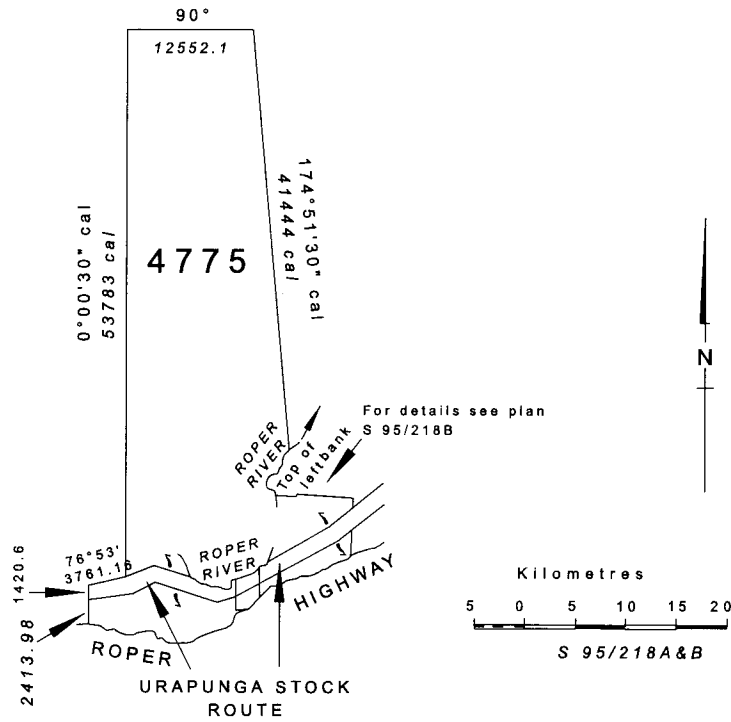 90°
12552.1
0°00'30" cal
53783 cal
4775
174°51'30" cal
41444 cal
N
For details see plan
S 95/218B
ROPER
RIVER
Top of
leftbank
76°53'
3761.16
1420.6
2413.98
ROPER
RIVER
ROPER
HIGHWAY
URAPUNGA STOCK
ROUTE
Kilometres
5 0 5 10 15 20
S 95/218A&B